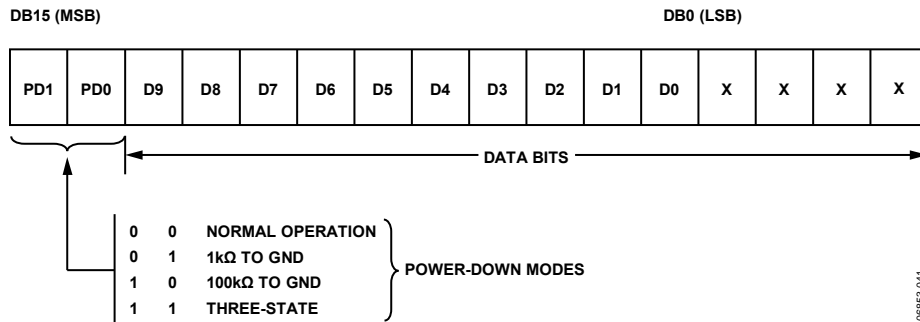 DB15 (MSB) DB0 (LSB)
PD1 PD0 D9 D8 D7 D6 D5 D4 D3 D2 D1 D0 X X X X
DATA BITS
0 0 NORMAL OPERATION
0 1 1kΩ TO GND
POWER-DOWN MODES
1 0 100kΩ TO GND
1 1 THREE-STATE
05853-041